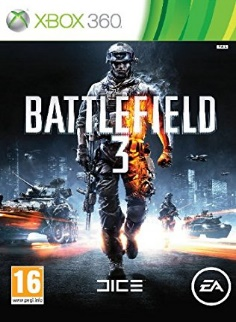 XBOX 360
BATTLEFIELD
3
16
www.pegi.info
DICE
EA